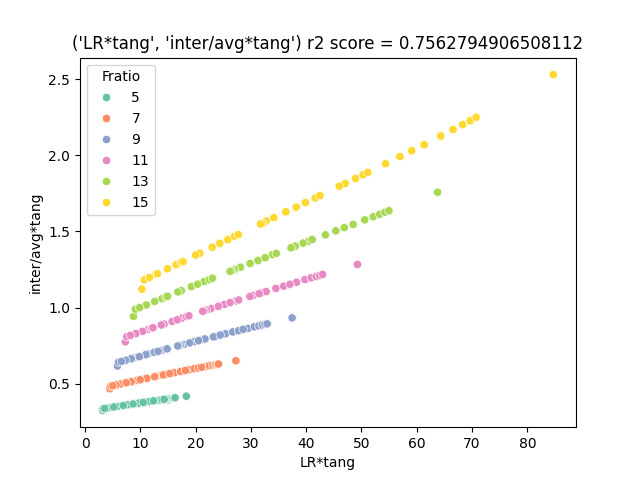 ('LR*tang', 'inter/avg*tang') r2 score = 0.7562794906508112
Fratio
5
7
9
11
13
15
inter/avg*tang
2.5
2.0
1.5
1.0
0.5
0 10 20 30 40 50 60 70 80
LR*tang